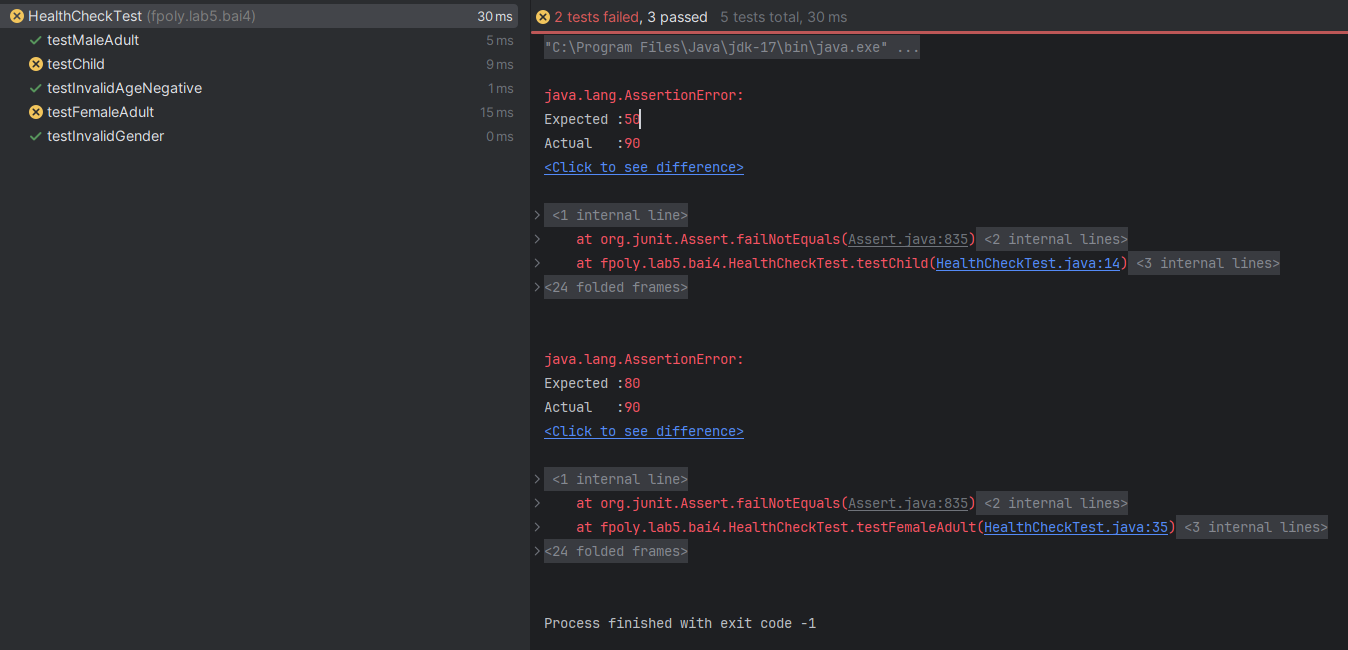 HealthCheckTest (fpoly.lab5.bai4) 30 ms
testMaleAdult 5 ms
testChild 9 ms
testInvalidAgeNegative 1 ms
testFemaleAdult 15 ms
testInvalidGender 0 ms
2 tests failed, 3 passed 5 tests total, 30 ms
"C:\Program Files\Java\jdk-17\bin\java.exe" ...
java.lang.AssertionError:
Expected :50
Actual   :90
<Click to see difference>
<1 internal line>
at org.junit.Assert.failNotEquals(Assert.java:835) <2 internal lines>
at fpoly.lab5.bai4.HealthCheckTest.testChild(HealthCheckTest.java:14) <3 internal lines>
<24 folded frames>
java.lang.AssertionError:
Expected :80
Actual   :90
<Click to see difference>
<1 internal line>
at org.junit.Assert.failNotEquals(Assert.java:835) <2 internal lines>
at fpoly.lab5.bai4.HealthCheckTest.testFemaleAdult(HealthCheckTest.java:35) <3 internal lines>
<24 folded frames>
Process finished with exit code -1